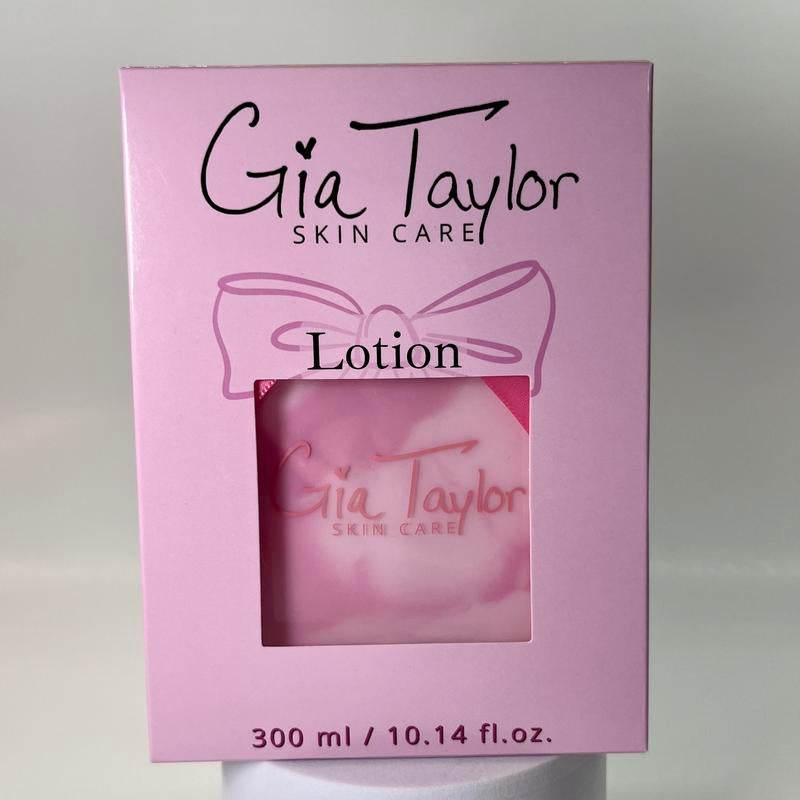 Gia Taylor
SKIN CARE
Lotion
Gia Taylor
SKIN CARE
300 ml / 10.14 fl.oz.